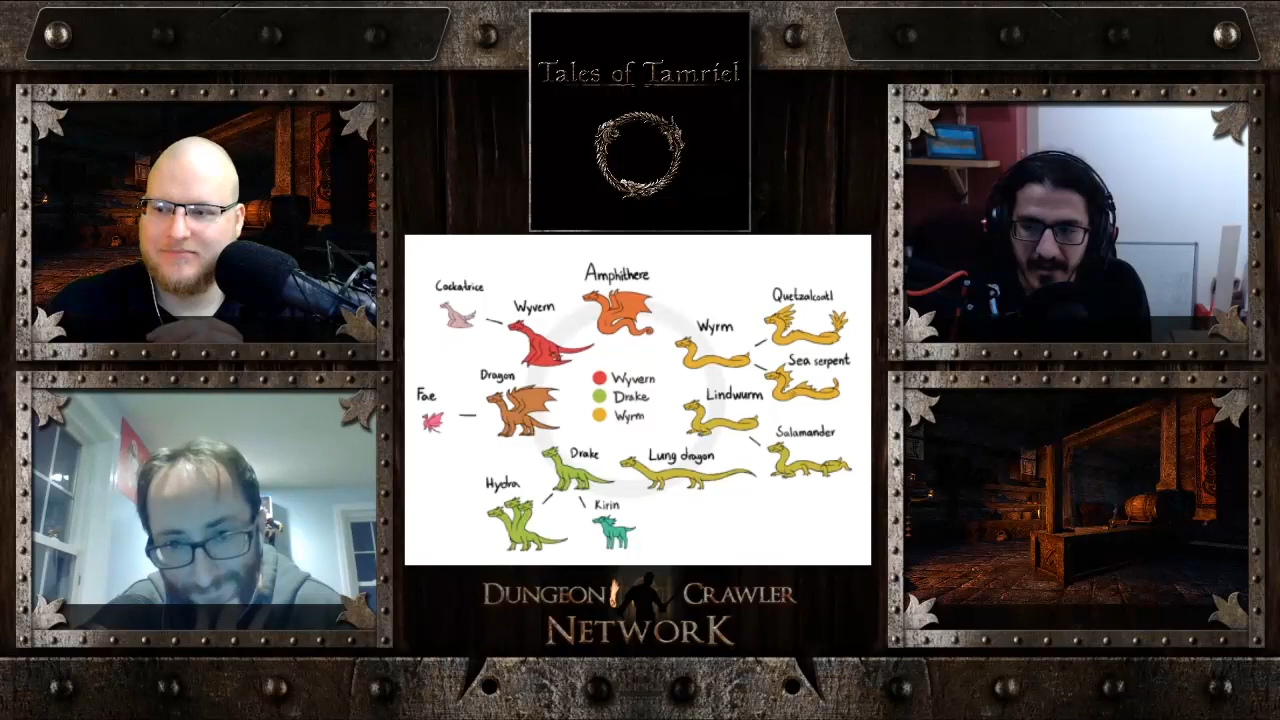 Tales of Tamriel
Amphithere
Cockatrice
Wyvern
Quetzalcoatl
Wyrm
Sea serpent
Dragon
Wyvern
Fae
Drake
Lindwurm
Wyrm
Salamander
Drake
Lung dragon
Hydra
Kirin
DUNGEON CRAWLER
NETWORK